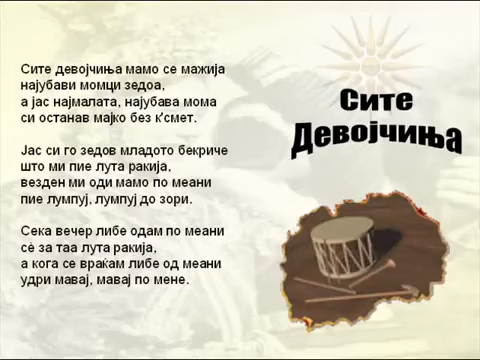 Сите девојчиња мамо се мажија
најубави момци зедоа,
а јас најмалата, најубава мома
си останав мајко без к'смет.
Јас си го зедов младото бекриче
што ми пие лута ракија,
везден ми оди мамо по меани
пие лумпуј, лумпуј до зори.
Сека вечер либе одам по меани
сѐ за таа лута ракија,
а кога се враќам либе од меани
удри мавај, мавај по мене.
Сите
Девојчиња